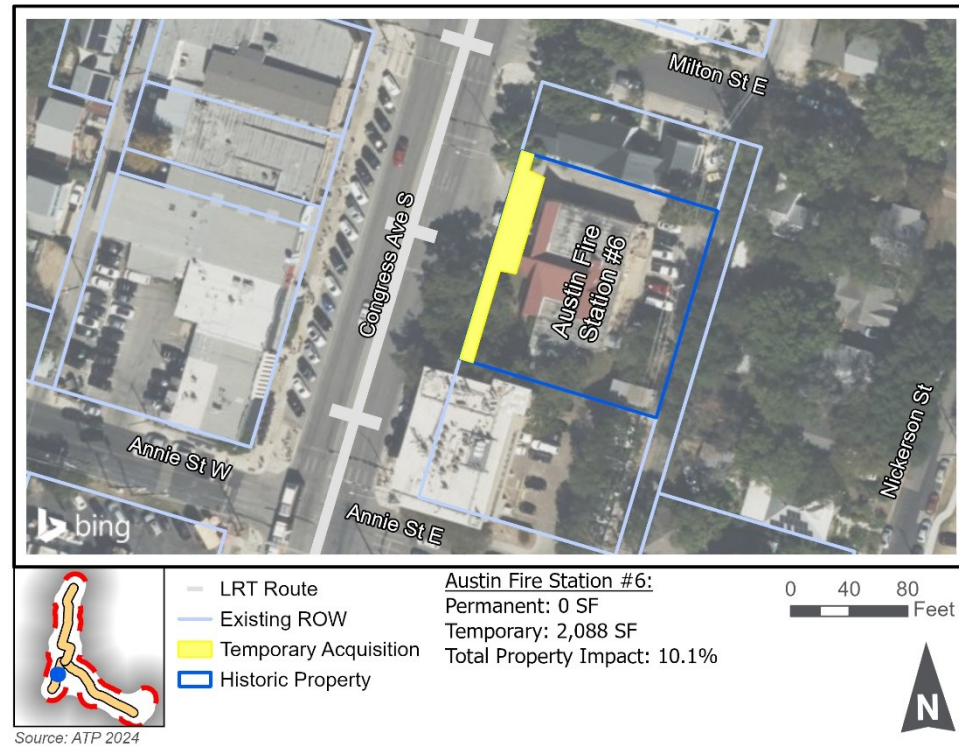 Milton St E
Congress Ave S
Austin Fire
Station #6
Nickerson St
Annie St W
Annie St E
bing
LRT Route
Existing ROW
Temporary Acquisition
Historic Property
Austin Fire Station #6:
Permanent: 0 SF
Temporary: 2,088 SF
Total Property Impact: 10.1%
0 40 80
Feet
N
Source: ATP 2024